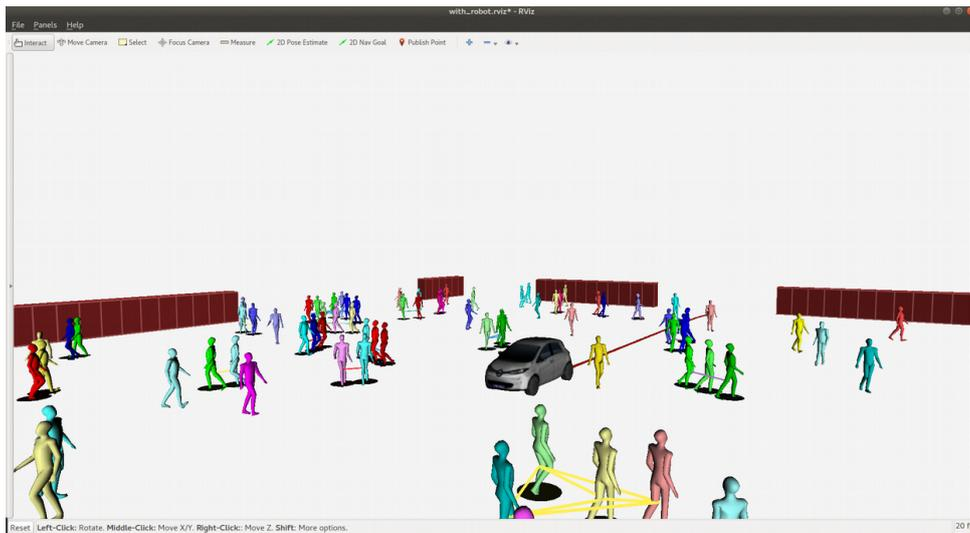 with_robot.rviz* - RViz
File Panels Help
Interact Move Camera Select Focus Camera Measure 2D Pose Estimate 2D Nav Goal Publish Point
Reset Left-Click: Rotate. Middle-Click: Move X/Y. Right-Click:: Move Z. Shift: More options. 20 f